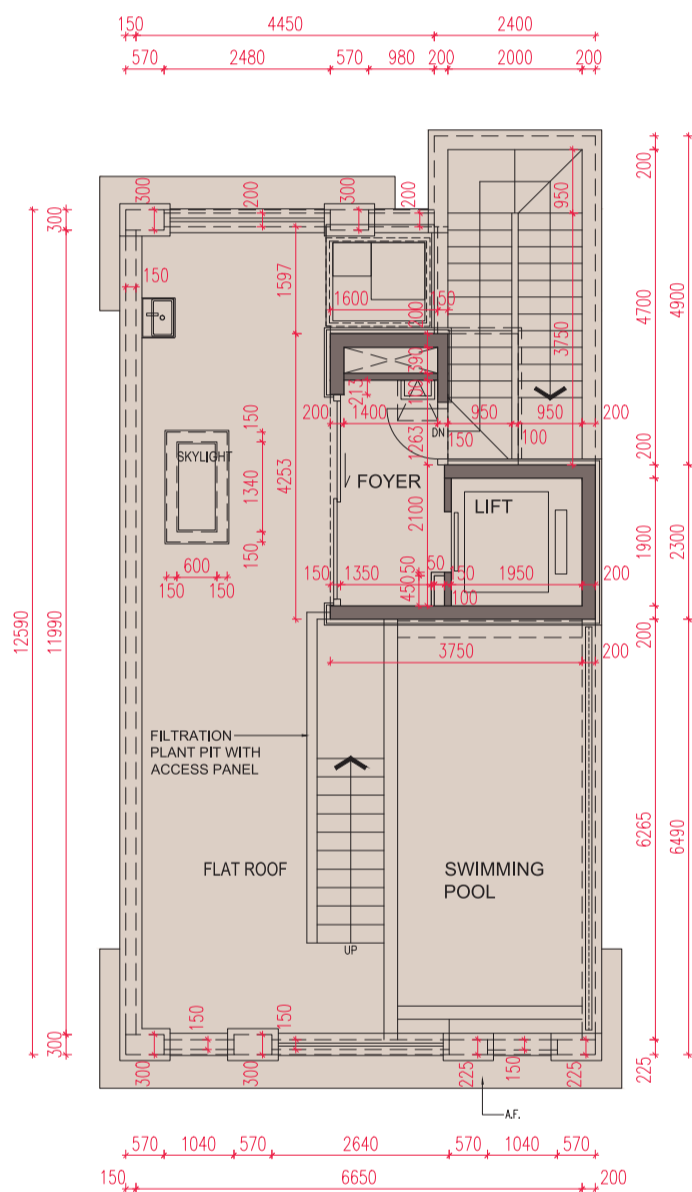 150 4450 2400
570 2480 570 980 200 2000 200
300 200 300 200
200
950
300
150
1597
1600
150
4700
4900
3750
390
213
200 1400
950 950 200
DN
150 100
150
SKYLIGHT
1340
4253
1263
FOYER
200
LIFT
2100
1900
2300
150
600
150 150
150 1350
450 50
50
150
1950
200
100
12590
11990
3750
200
200
FILTRATION
PLANT PIT WITH
ACCESS PANEL
6265
6490
FLAT ROOF
SWIMMING
POOL
UP
150 150
300
300 300
225 150 225
225
A.F.
570 1040 570 2640 570 1040 570
150 6650 200